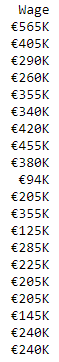 Wage
€565K
€405K
€290K
€260K
€355K
€340K
€420K
€455K
€380K
€94K
€205K
€355K
€125K
€285K
€225K
€205K
€205K
€145K
€240K
€240K